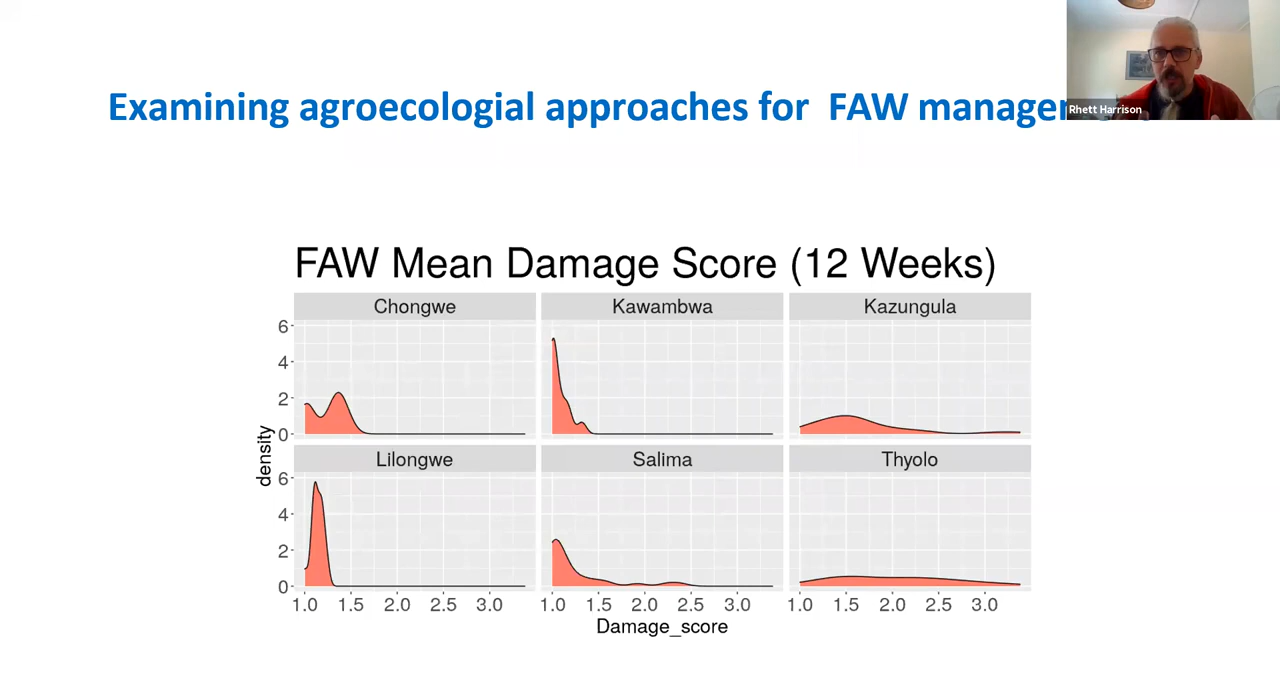 Examining agroecologial approaches for FAW
Rhett Harrison
FAW Mean Damage Score (12 Weeks)
Chongwe Kawambwa Kazungula
6
4
2
0
density
Lilongwe Salima Thyolo
6
4
2
0
1.0 1.5 2.0 2.5 3.0 1.0 1.5 2.0 2.5 3.0 1.0 1.5 2.0 2.5 3.0
Damage_score